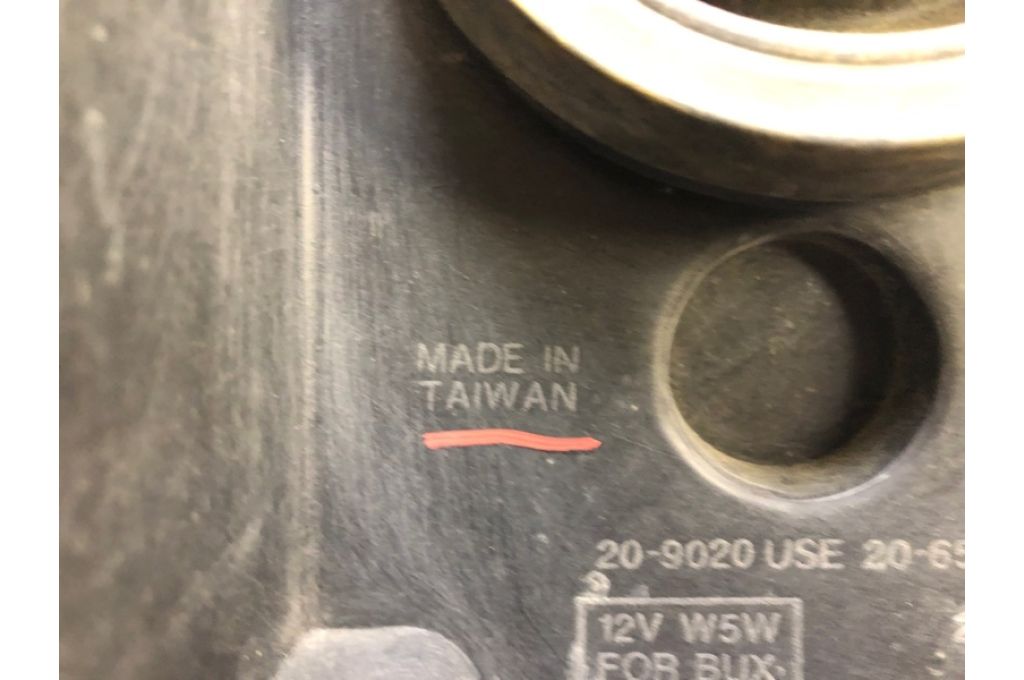 MADE IN
TAIWAN
20-9020 USE 20-65
12V W5W
FOR BUX.